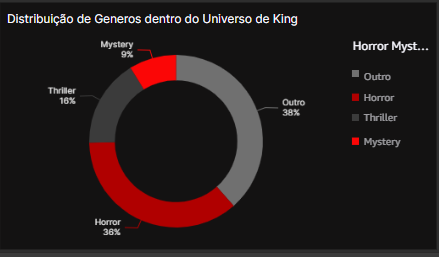 Distribuição de Generos dentro do Universo de King
Horror Myst...
Mystery
9%
Thriller
16%
Outro
38%
Horror
36%
Outro
Horror
Thriller
Mystery